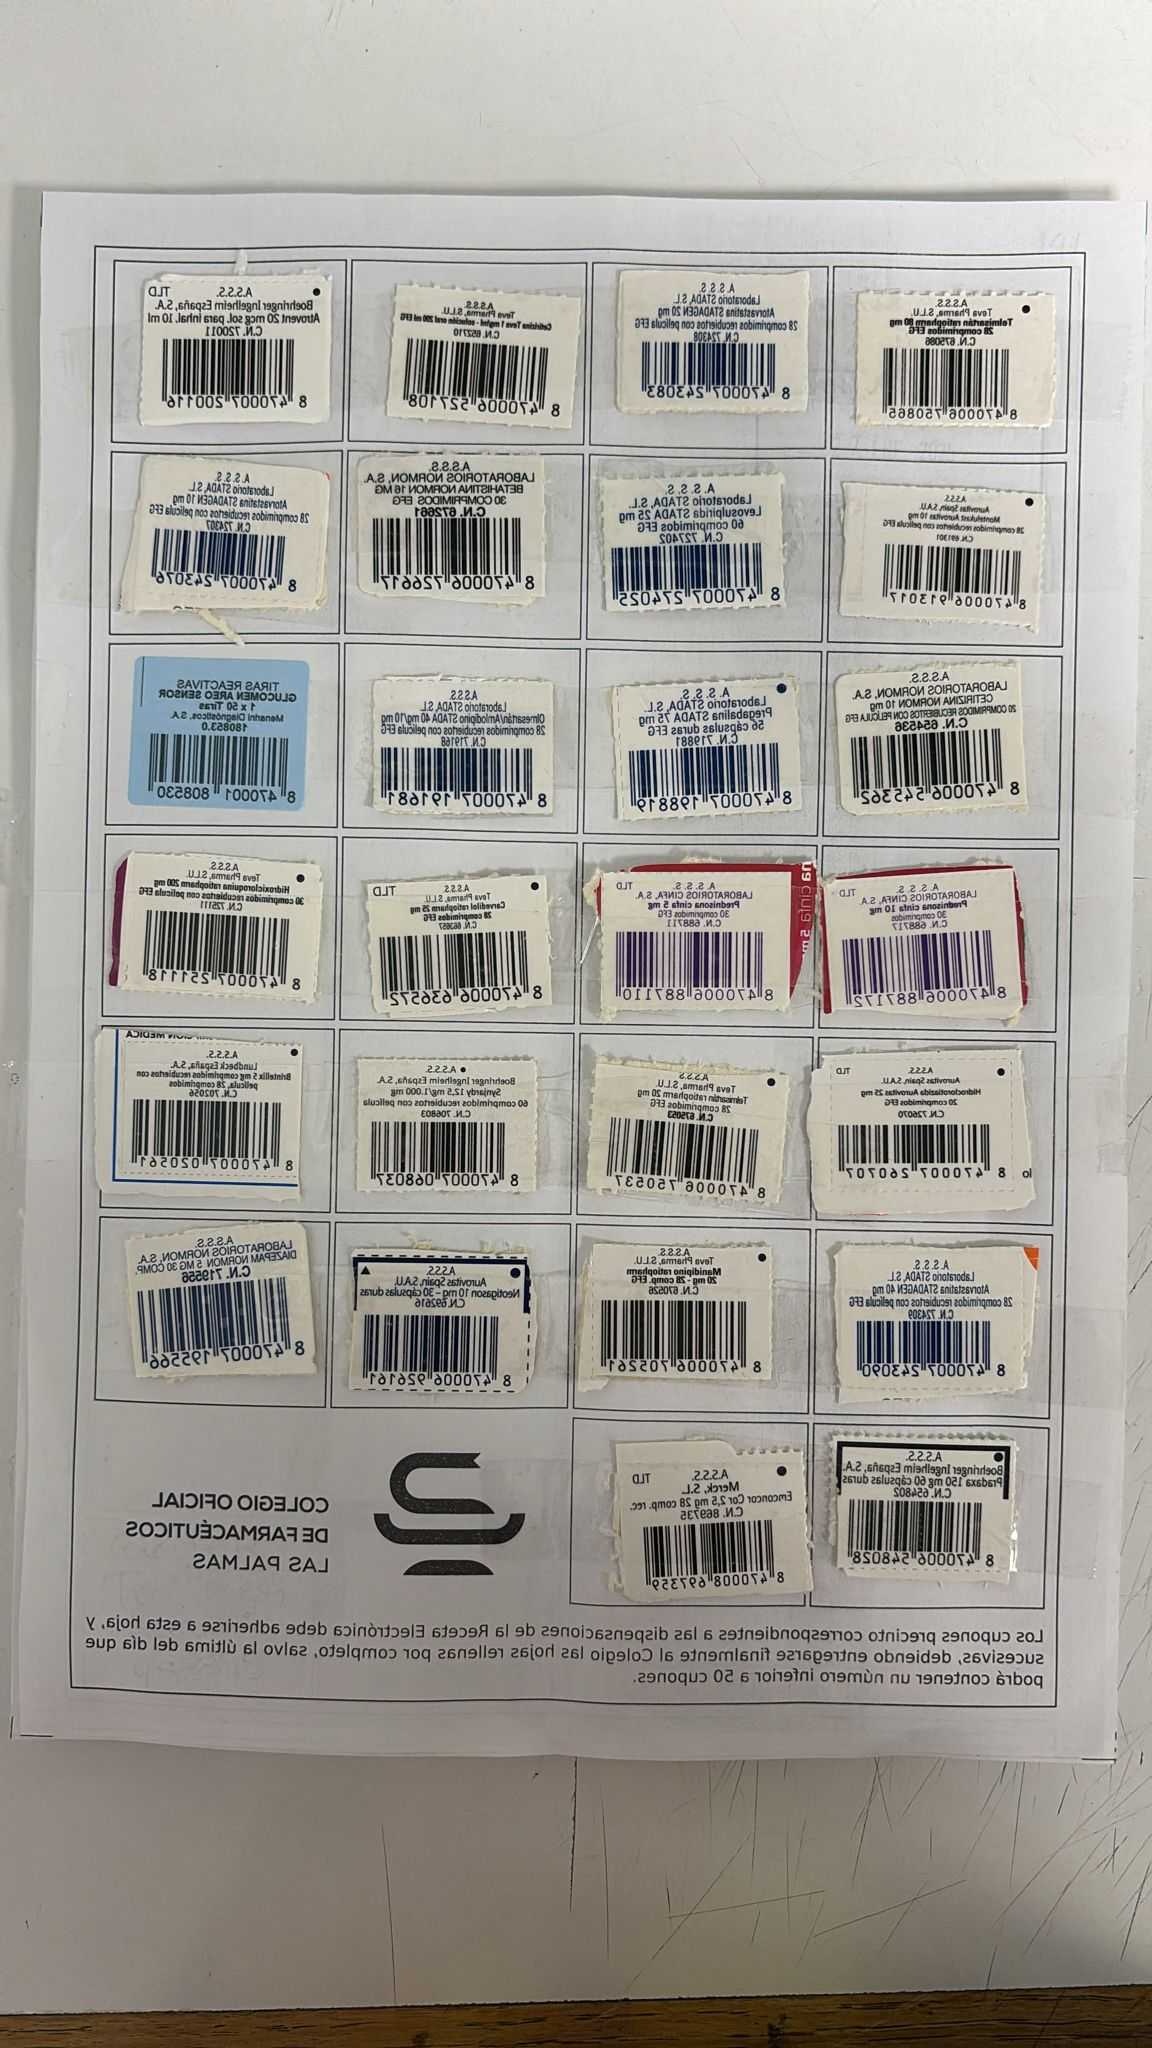 A.S.S.S.
Teva Pharma, S.L.U.
Telmisartán ratiopharm 80 mg
28 comprimidos EFG
C.N. 675086
8 470006 750865
A.S.S.S.
Laboratorio STADA, S.L.
Atorvastatina STADAGEN 20 mg
28 comprimidos recubiertos con película EFG
C.N. 724308
8 470007 243083
A.S.S.S.
Teva Pharma, S.L.U.
1 mg/ml - solución oral 200 ml EFG
C.N. 652710
8 470006 527108
A.S.S.S. TLD
Boehringer Ingelheim España, S.A.
Atrovent 20 mcg sol. para inhal. 10 ml
C.N. 720011
8 470007 200116
A.S.S.S.
Aurovitas Spain, S.A.U.
Montelukast Aurovitas 10 mg
28 comprimidos recubiertos con película EFG
C.N. 691301
8 470006 913017
A.S.S.S.
Laboratorio STADA, S.L.
Levosulpirida STADA 25 mg
60 comprimidos EFG
C.N. 727402
8 470007 274025
A.S.S.S.
LABORATORIOS NORMON, S.A.
BETAHISTINA NORMON 16 MG
30 COMPRIMIDOS EFG
C.N. 672661
8 470006 726617
A.S.S.S.
Laboratorio STADA, S.L.
Atorvastatina STADAGEN 10 mg
28 comprimidos recubiertos con película EFG
C.N. 724307
8 470007 243076
A.S.S.S.
LABORATORIOS NORMON, S.A.
CETIRIZINA NORMON 10 mg
20 COMPRIMIDOS RECUBIERTOS CON PELÍCULA EFG
C.N. 654536
8 470006 545362
A.S.S.S.
Laboratorio STADA, S.L.
Pregabalina STADA 75 mg
56 cápsulas duras EFG
C.N. 719881
8 470007 198819
A.S.S.S.
Laboratorio STADA, S.L.
Olmesartán/Amlodipino STADA 40 mg/10 mg
28 comprimidos recubiertos con película EFG
C.N. 719168
8 470007 191681
TIRAS REACTIVAS
GLUCOMEN AREO SENSOR
1 x 50 Tiras
Menarini Diagnósticos, S.A.
180853.0
8 470001 808530
A.S.S.S. TLD
LABORATORIOS CINFA, S.A.
Prednisona cinfa 10 mg
30 comprimidos
C.N. 688717
8 470006 887172
na cinfa 5 m
A.S.S.S. TLD
LABORATORIOS CINFA, S.A.
Prednisona cinfa 5 mg
30 comprimidos
EFG
C.N. 688711
8 470006 887110
A.S.S.S. TLD
Teva Pharma, S.L.U.
Carvedilol ratiopharm 25 mg
28 comprimidos EFG
C.N. 663657
8 470006 636572
A.S.S.S.
Teva Pharma, S.L.U.
Hidroxicloroquina ratiopharm 200 mg
30 comprimidos recubiertos con película EFG
C.N. 725111
8 470007 251118
A.S.S.S. TLD
Aurovitas Spain, S.A.U.
Hidroclorotiazida Aurovitas 25 mg
20 comprimidos EFG
C.N. 726070
8 470007 260707
A.S.S.S.
Teva Pharma, S.L.U.
Telmisartán ratiopharm 20 mg
28 comprimidos EFG
C.N. 675053
8 470006 750537
A.S.S.S.
Boehringer Ingelheim España, S.A.
Synjardy 12,5 mg/1.000 mg
60 comprimidos recubiertos con película
C.N. 706803
8 470007 068037
MÉDICA
A.S.S.S.
Lundbeck España, S.A.
Brintellix 5 mg comprimidos recubiertos con
película, 28 comprimidos
C.N. 702056
8 470007 020561
A.S.S.S.
Laboratorio STADA, S.L.
Atorvastatina STADAGEN 40 mg
28 comprimidos recubiertos con película EFG
C.N. 724309
8 470007 243090
A.S.S.S.
Teva Pharma, S.L.U.
Manidipino ratiopharm
20 mg - 28 comp. EFG
C.N. 670526
8 470006 705261
A.S.S.S.
Aurovitas Spain, S.A.U.
Neotigason 10 mg – 30 cápsulas duras
C.N. 692616
8 470006 926161
A.S.S.S.
LABORATORIOS NORMON, S.A.
DIAZEPAM NORMON 5 MG 30 COMP.
C.N. 719556
8 470007 195566
A.S.S.S.
Boehringer Ingelheim España, S.A.
Pradaxa 150 mg 60 cápsulas duras
C.N. 654802
8 470006 548028
A.S.S.S. TLD
Merck, S.L.
Emconcor Cor 2,5 mg 28 comp. rec.
C.N. 869735
8 470008 697359
COLEGIO OFICIAL
DE FARMACÉUTICOS
LAS PALMAS
Los cupones precinto correspondientes a las dispensaciones de la Receta Electrónica debe adherirse a esta hoja, y
sucesivas, debiendo entregarse finalmente al Colegio las hojas rellenas por completo, salvo la última del día que
podrá contener un número inferior a 50 cupones.